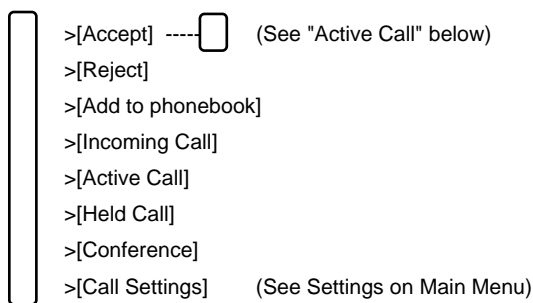 >[Accept] ----- (See "Active Call" below)
>[Reject]
>[Add to phonebook]
>[Incoming Call]
>[Active Call]
>[Held Call]
>[Conference]
>[Call Settings] (See Settings on Main Menu)